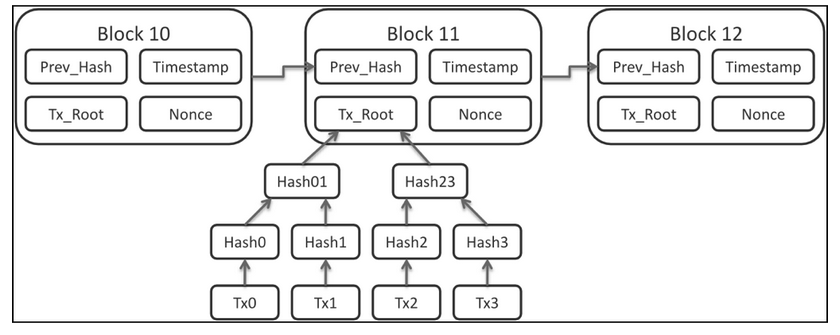 Block 10
Block 11
Block 12
Prev_Hash Timestamp
Prev_Hash Timestamp
Prev_Hash Timestamp
Tx_Root Nonce
Tx_Root Nonce
Tx_Root Nonce
Hash01 Hash23
Hash0 Hash1 Hash2 Hash3
Tx0 Tx1 Tx2 Tx3